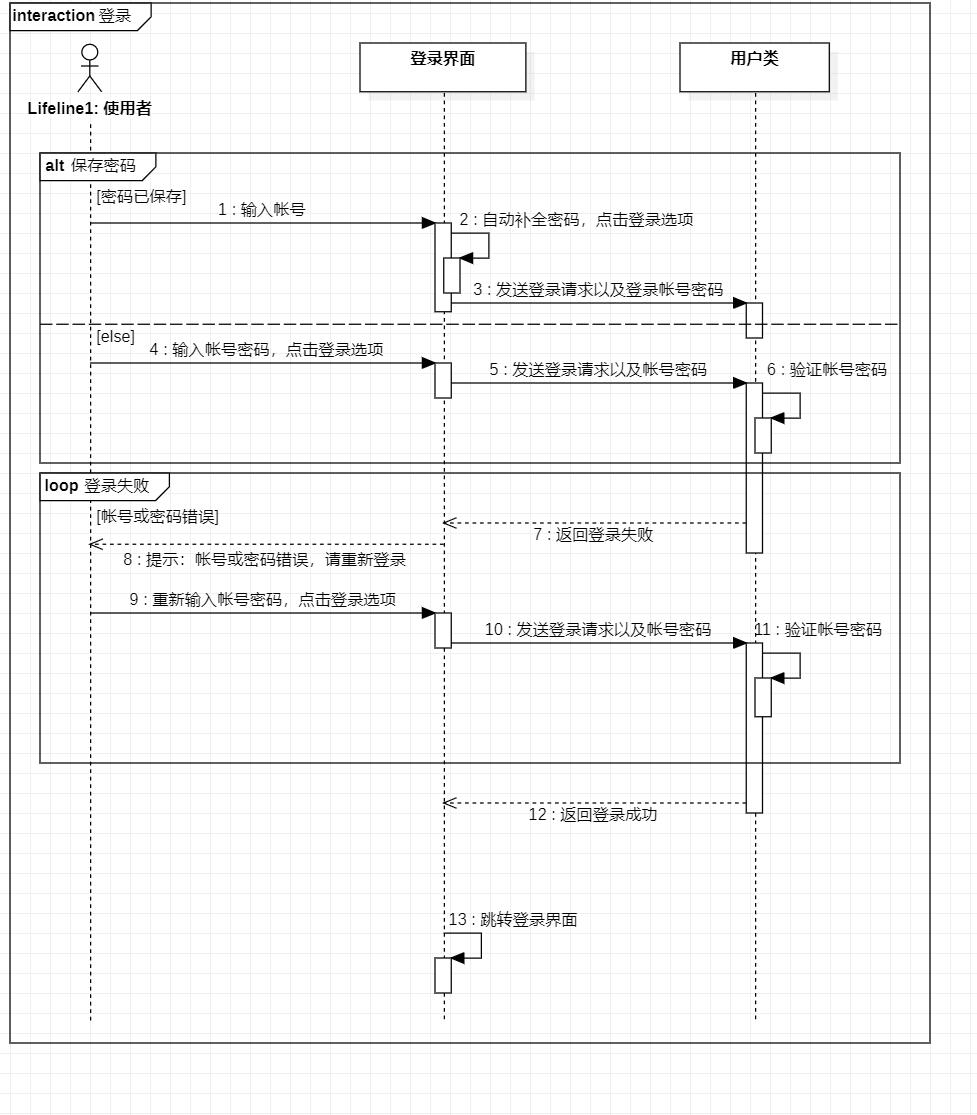 interaction 登录
登录界面
用户类
Lifeline1: 使用者
alt 保存密码
[密码已保存]
1 : 输入帐号
2 : 自动补全密码，点击登录选项
3 : 发送登录请求以及登录帐号密码
[else]
4 : 输入帐号密码，点击登录选项
5 : 发送登录请求以及帐号密码
6 : 验证帐号密码
loop 登录失败
[帐号或密码错误]
7 : 返回登录失败
8 : 提示：帐号或密码错误，请重新登录
9 : 重新输入帐号密码，点击登录选项
10 : 发送登录请求以及帐号密码
11 : 验证帐号密码
12 : 返回登录成功
13 : 跳转登录界面